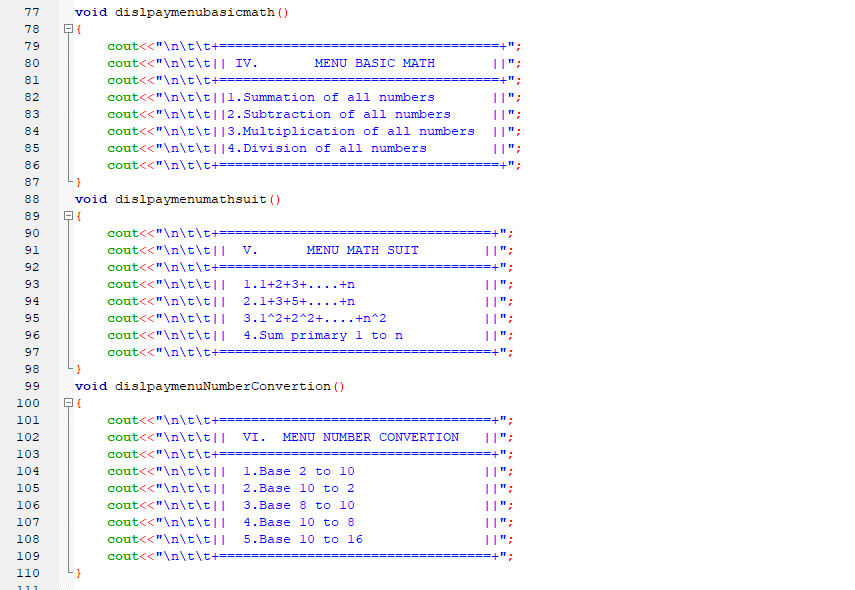 77 void dislpaymenubasicmath()
78 {
79     cout<<"\n\t\t+===================================+";
80     cout<<"\n\t\t|| IV.       MENU BASIC MATH       ||";
81     cout<<"\n\t\t+===================================+";
82     cout<<"\n\t\t||1.Summation of all numbers       ||";
83     cout<<"\n\t\t||2.Subtraction of all numbers     ||";
84     cout<<"\n\t\t||3.Multiplication of all numbers  ||";
85     cout<<"\n\t\t||4.Division of all numbers        ||";
86     cout<<"\n\t\t+===================================+";
87 }
88 void dislpaymenumathsuit()
89 {
90     cout<<"\n\t\t+==================================+";
91     cout<<"\n\t\t||  V.      MENU MATH SUIT        ||";
92     cout<<"\n\t\t+==================================+";
93     cout<<"\n\t\t||  1.1+2+3+....+n                ||";
94     cout<<"\n\t\t||  2.1+3+5+....+n                ||";
95     cout<<"\n\t\t||  3.1^2+2^2+....+n^2            ||";
96     cout<<"\n\t\t||  4.Sum primary 1 to n          ||";
97     cout<<"\n\t\t+==================================+";
98 }
99 void dislpaymenuNumberConvertion()
100 {
101     cout<<"\n\t\t+==================================+";
102     cout<<"\n\t\t||  VI.  MENU NUMBER CONVERTION   ||";
103     cout<<"\n\t\t+==================================+";
104     cout<<"\n\t\t||  1.Base 2 to 10                ||";
105     cout<<"\n\t\t||  2.Base 10 to 2                ||";
106     cout<<"\n\t\t||  3.Base 8 to 10                ||";
107     cout<<"\n\t\t||  4.Base 10 to 8                ||";
108     cout<<"\n\t\t||  5.Base 10 to 16               ||";
109     cout<<"\n\t\t+==================================+";
110 }
111